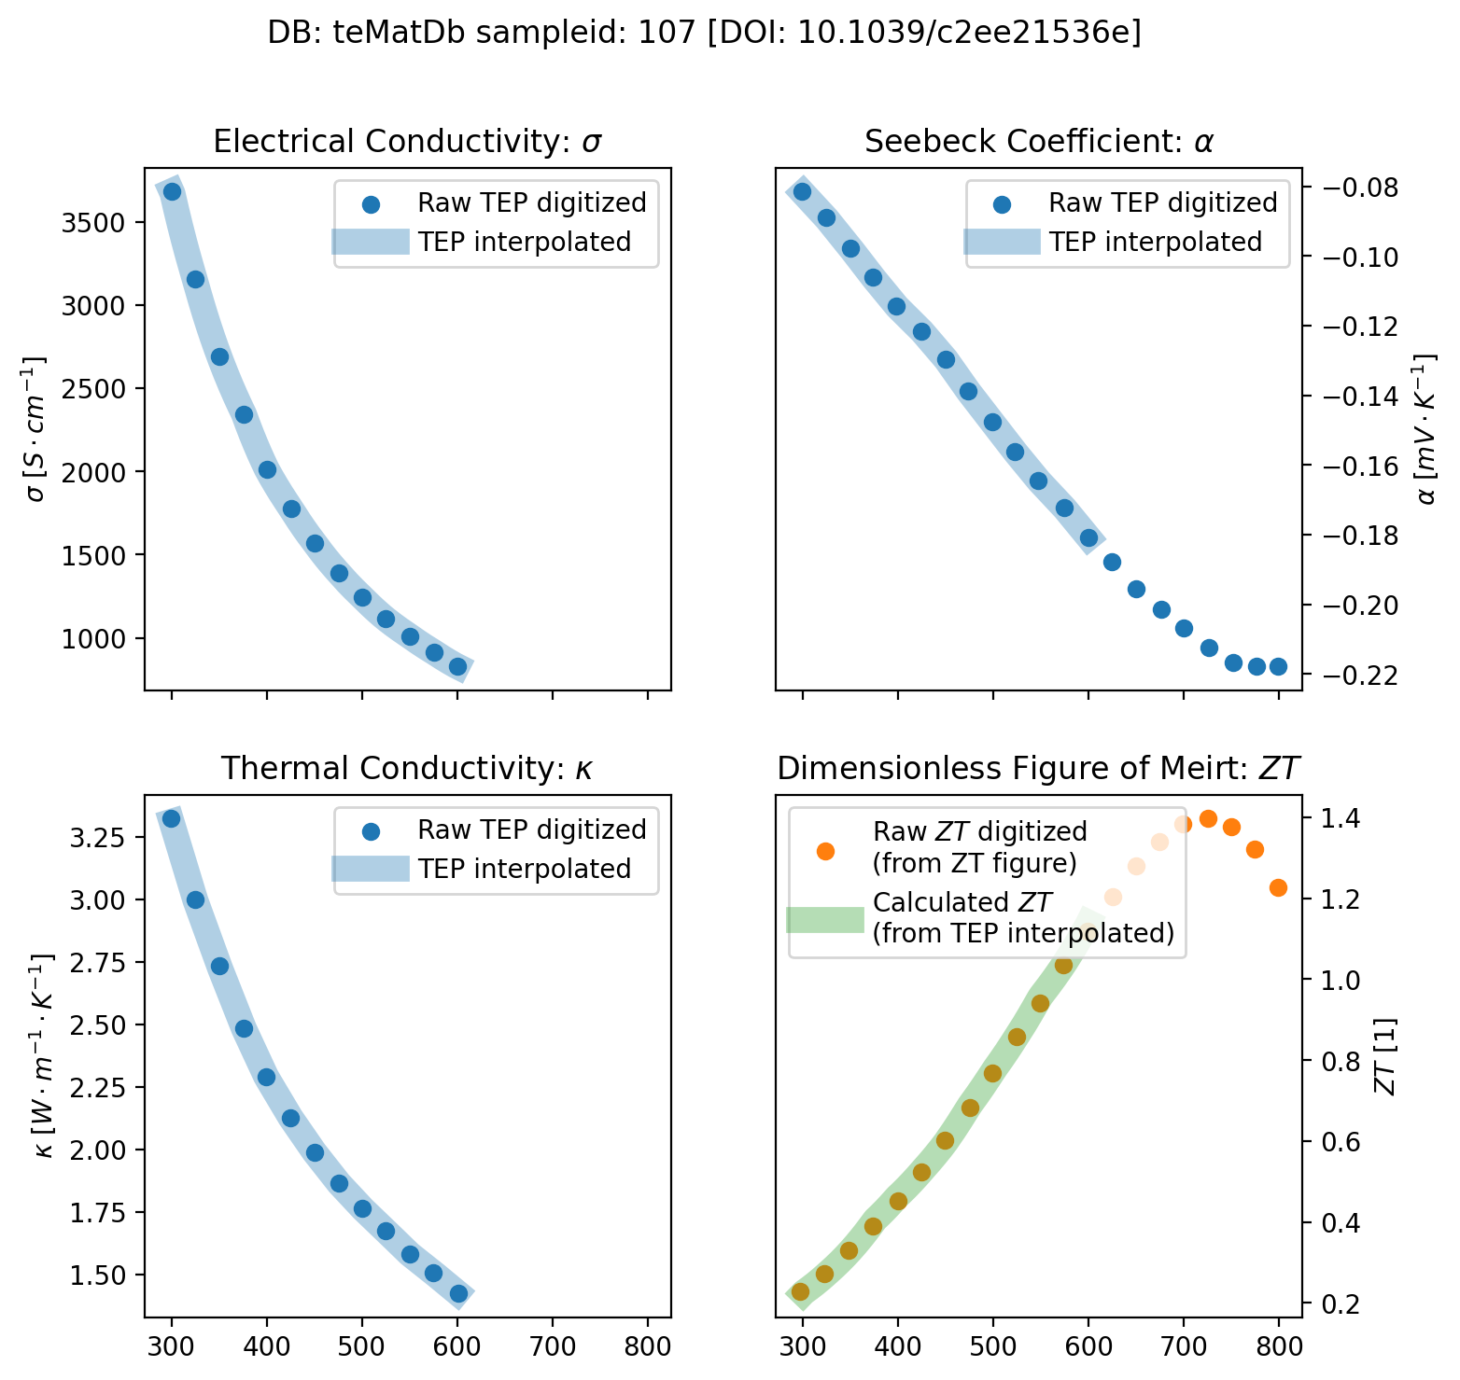 DB: teMatDb sampleid: 107 [DOI: 10.1039/c2ee21536e]
Electrical Conductivity: σ
Raw TEP digitized
TEP interpolated
3500
3000
2500
2000
1500
1000
σ [S · cm⁻¹]
Seebeck Coefficient: α
Raw TEP digitized
TEP interpolated
−0.08
−0.10
−0.12
−0.14
−0.16
−0.18
−0.20
−0.22
α [mV · K⁻¹]
Thermal Conductivity: κ
Raw TEP digitized
TEP interpolated
3.25
3.00
2.75
2.50
2.25
2.00
1.75
1.50
κ [W · m⁻¹ · K⁻¹]
300 400 500 600 700 800
Dimensionless Figure of Meirt: ZT
Raw ZT digitized
(from ZT figure)
Calculated ZT
(from TEP interpolated)
1.4
1.2
1.0
0.8
0.6
0.4
0.2
ZT [1]
300 400 500 600 700 800